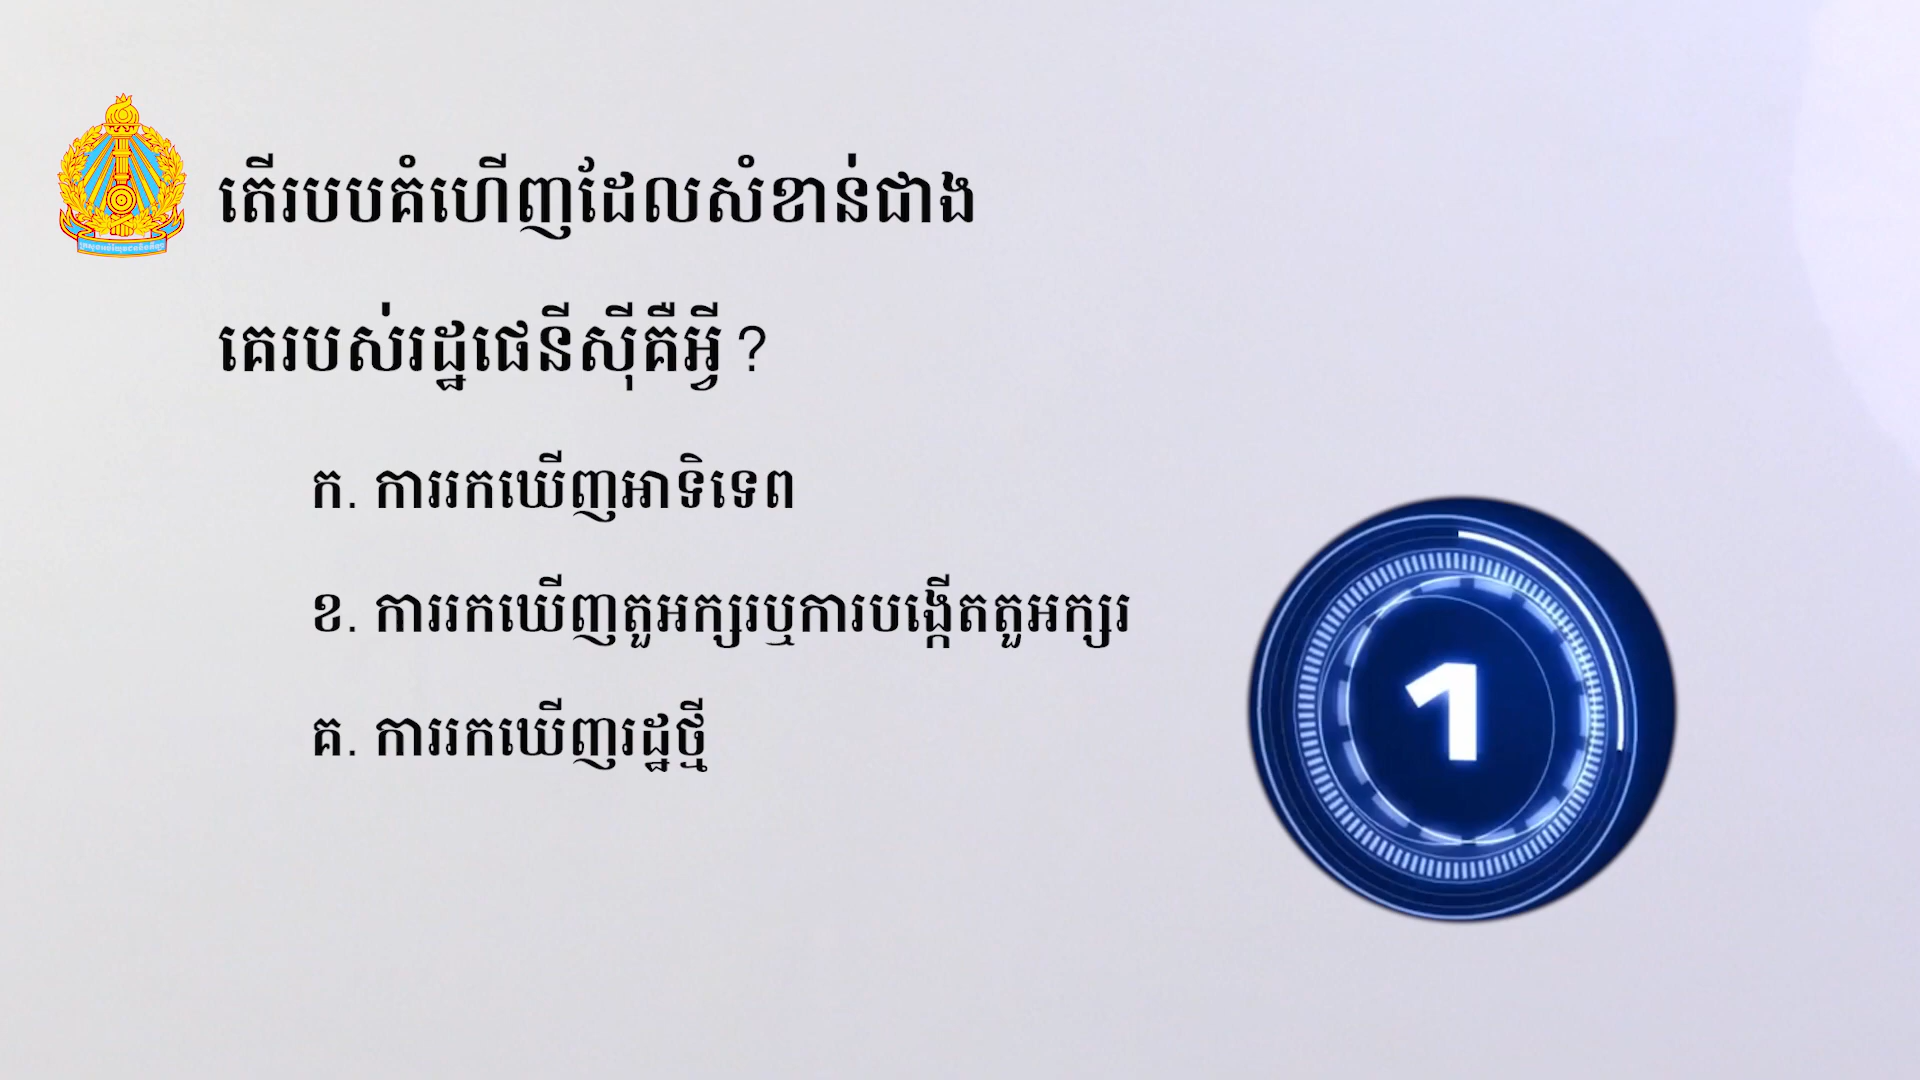 តើរបបគំហើញដែលសំខាន់ជាង
គេរបស់រដ្ឋផេនីស៊ីគឺអ្វី ?
ក. ការរកឃើញអាទិទេព
ខ. ការរកឃើញតួអក្សរឬការបង្កើតតួអក្សរ
គ. ការរកឃើញរដ្ឋថ្មី
1